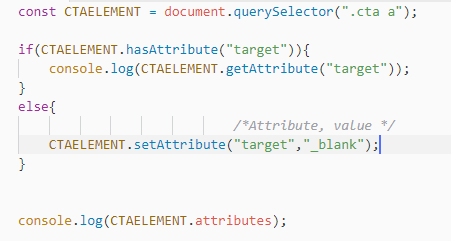 const CTAELEMENT = document.querySelector(".cta a");
if(CTAELEMENT.hasAttribute("target")){
console.log(CTAELEMENT.getAttribute("target"));
}
else{
/*Attribute, value */
CTAELEMENT.setAttribute("target","_blank");
}
console.log(CTAELEMENT.attributes);